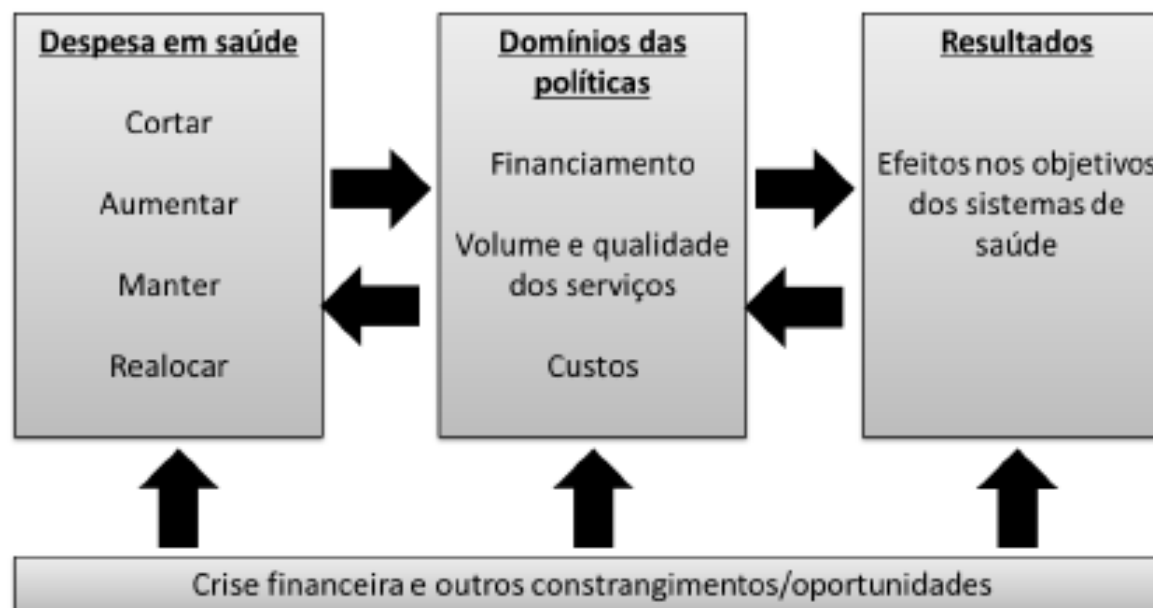 Despesa em saúde
Cortar
Aumentar
Manter
Realocar
Domínios das
políticas
Financiamento
Volume e qualidade
dos serviços
Custos
Resultados
Efeitos nos objetivos
dos sistemas de
saúde
Crise financeira e outros constrangimentos/oportunidades